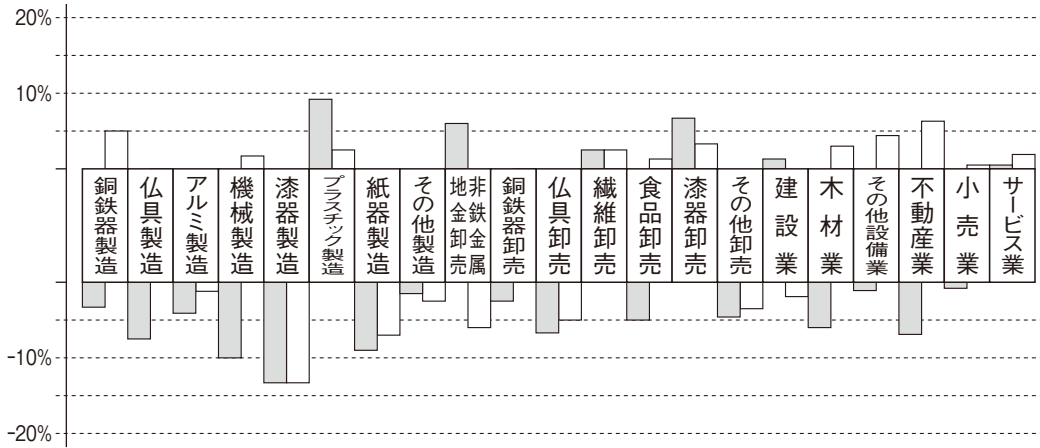 20%
10%
銅鉄器製造
仏具製造
アルミ製造
機械製造
漆器製造
プラスチック製造
紙器製造
その他製造
非鉄金属
地金卸売
銅鉄器卸売
仏具卸売
繊維卸売
食品卸売
漆器卸売
その他卸売
建設業
木材業
その他設備業
不動産業
小売業
サービス業
-10%
-20%